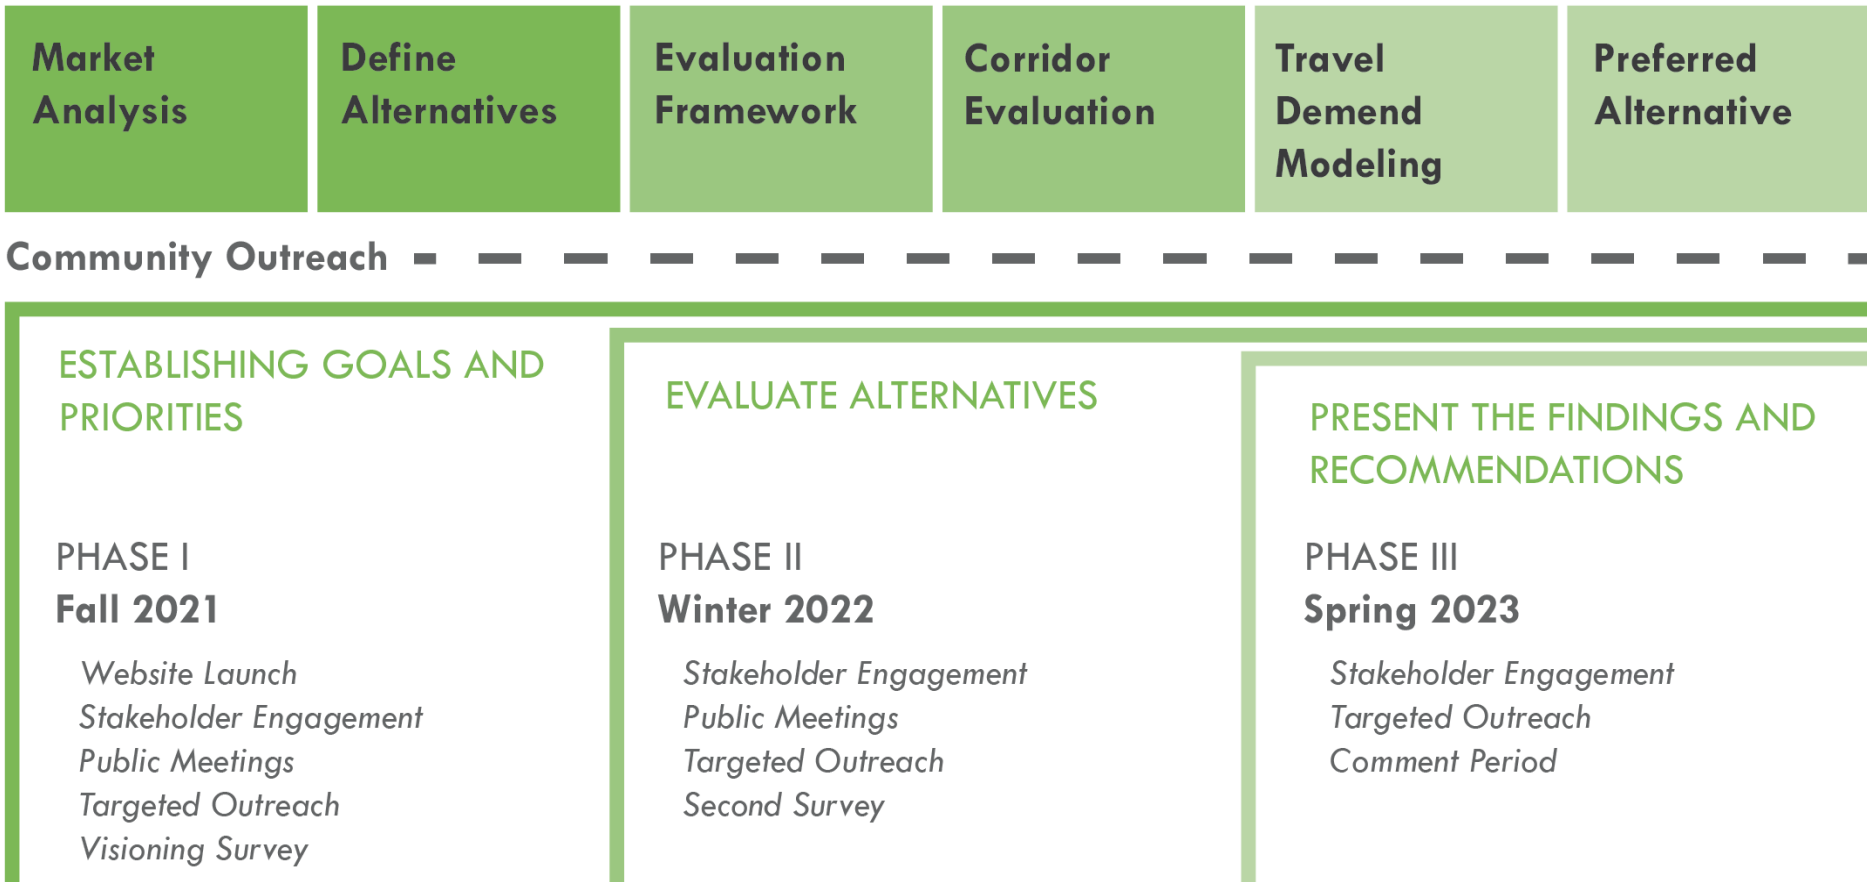 Market
Analysis
Define
Alternatives
Evaluation
Framework
Corridor
Evaluation
Travel
Demend
Modeling
Preferred
Alternative
Community Outreach
ESTABLISHING GOALS AND
PRIORITIES
PHASE I
Fall 2021
Website Launch
Stakeholder Engagement
Public Meetings
Targeted Outreach
Visioning Survey
EVALUATE ALTERNATIVES
PHASE II
Winter 2022
Stakeholder Engagement
Public Meetings
Targeted Outreach
Second Survey
PRESENT THE FINDINGS AND
RECOMMENDATIONS
PHASE III
Spring 2023
Stakeholder Engagement
Targeted Outreach
Comment Period